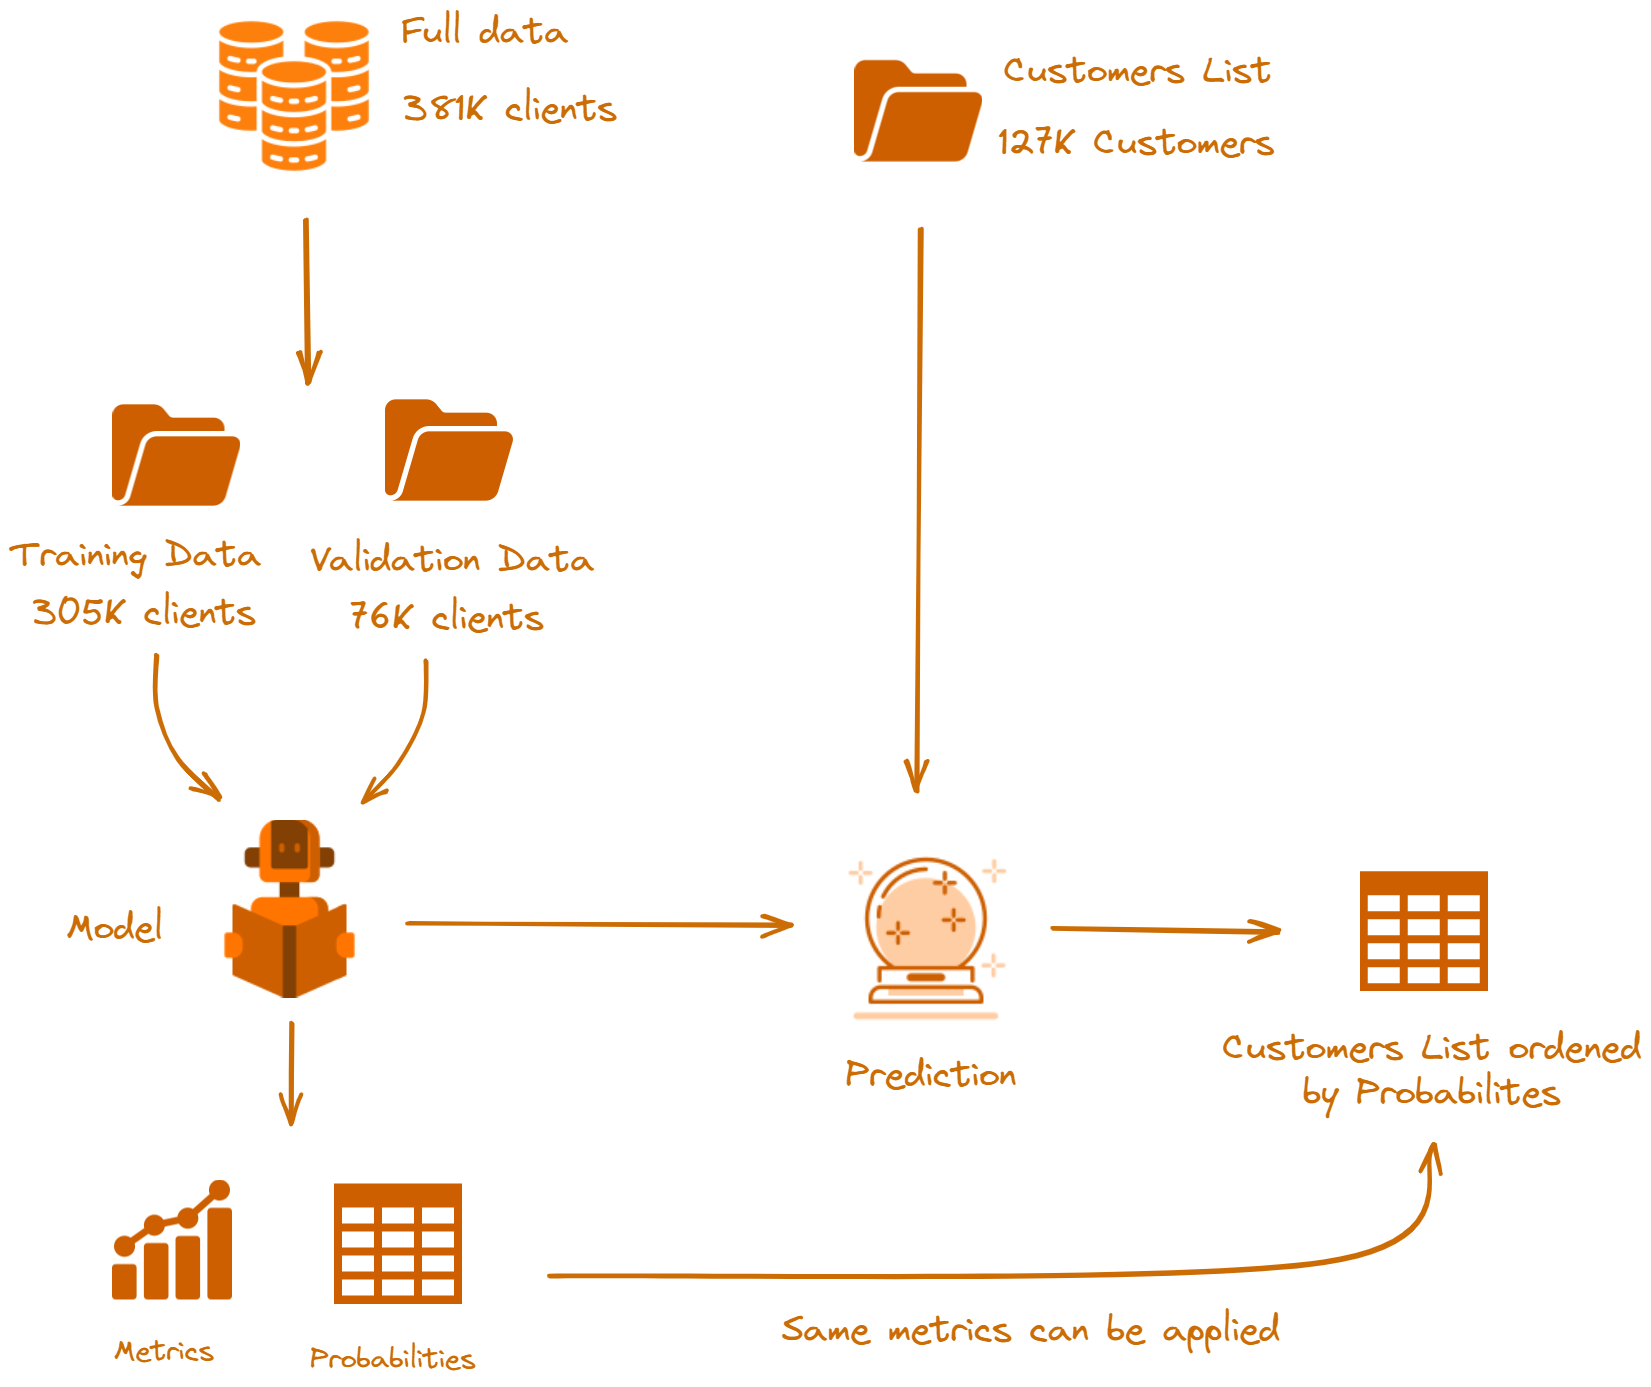 Full data
381K clients
Customers List
127K Customers
Training Data
305K clients
Validation Data
76K clients
Model
Prediction
Customers List ordened
by Probabilites
Metrics
Probabilities
Same metrics can be applied